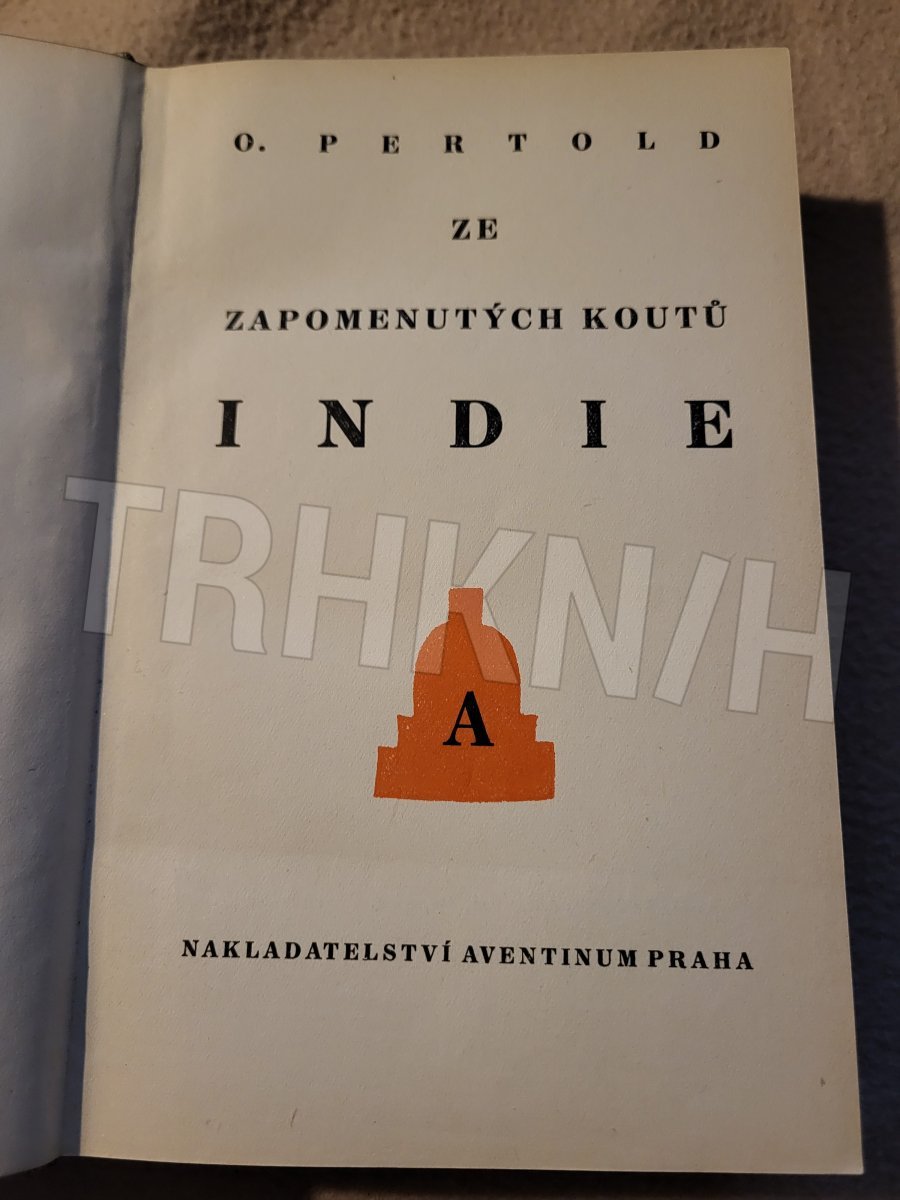 O. PERTOLD
ZE
ZAPOMENUTÝCH KOUTŮ
INDIE
TRHKNIH
A
NAKLADATELSTVÍ AVENTINUM PRAHA